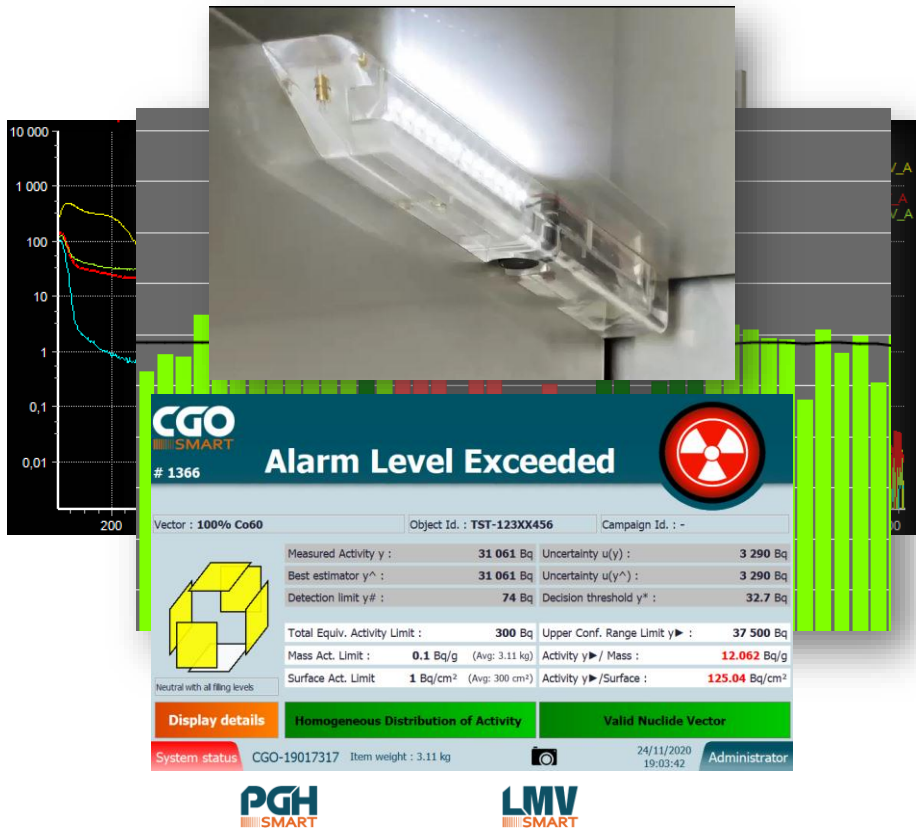 10 000
1 000
100
10
1
0,1
0,01
200
V_A
_A
V_A
00
CGO
SMART
# 1366
Alarm Level Exceeded
Vector : 100% Co60
Object Id. : TST-123XX456
Campaign Id. : -
Measured Activity y : 31 061 Bq Uncertainty u(y) : 3 290 Bq
Best estimator y^ : 31 061 Bq Uncertainty u(y^) : 3 290 Bq
Detection limit y# : 74 Bq Decision threshold y* : 32.7 Bq
Total Equiv. Activity Limit : 300 Bq Upper Conf. Range Limit y► : 37 500 Bq
Mass Act. Limit : 0.1 Bq/g (Avg: 3.11 kg) Activity y►/ Mass : 12.062 Bq/g
Surface Act. Limit 1 Bq/cm² (Avg: 300 cm²) Activity y►/Surface : 125.04 Bq/cm²
Neutral with all filling levels
Display details
Homogeneous Distribution of Activity
Valid Nuclide Vector
System status
CGO-19017317 Item weight : 3.11 kg
24/11/2020
19:03:42
Administrator
PGH
SMART
LMV
SMART